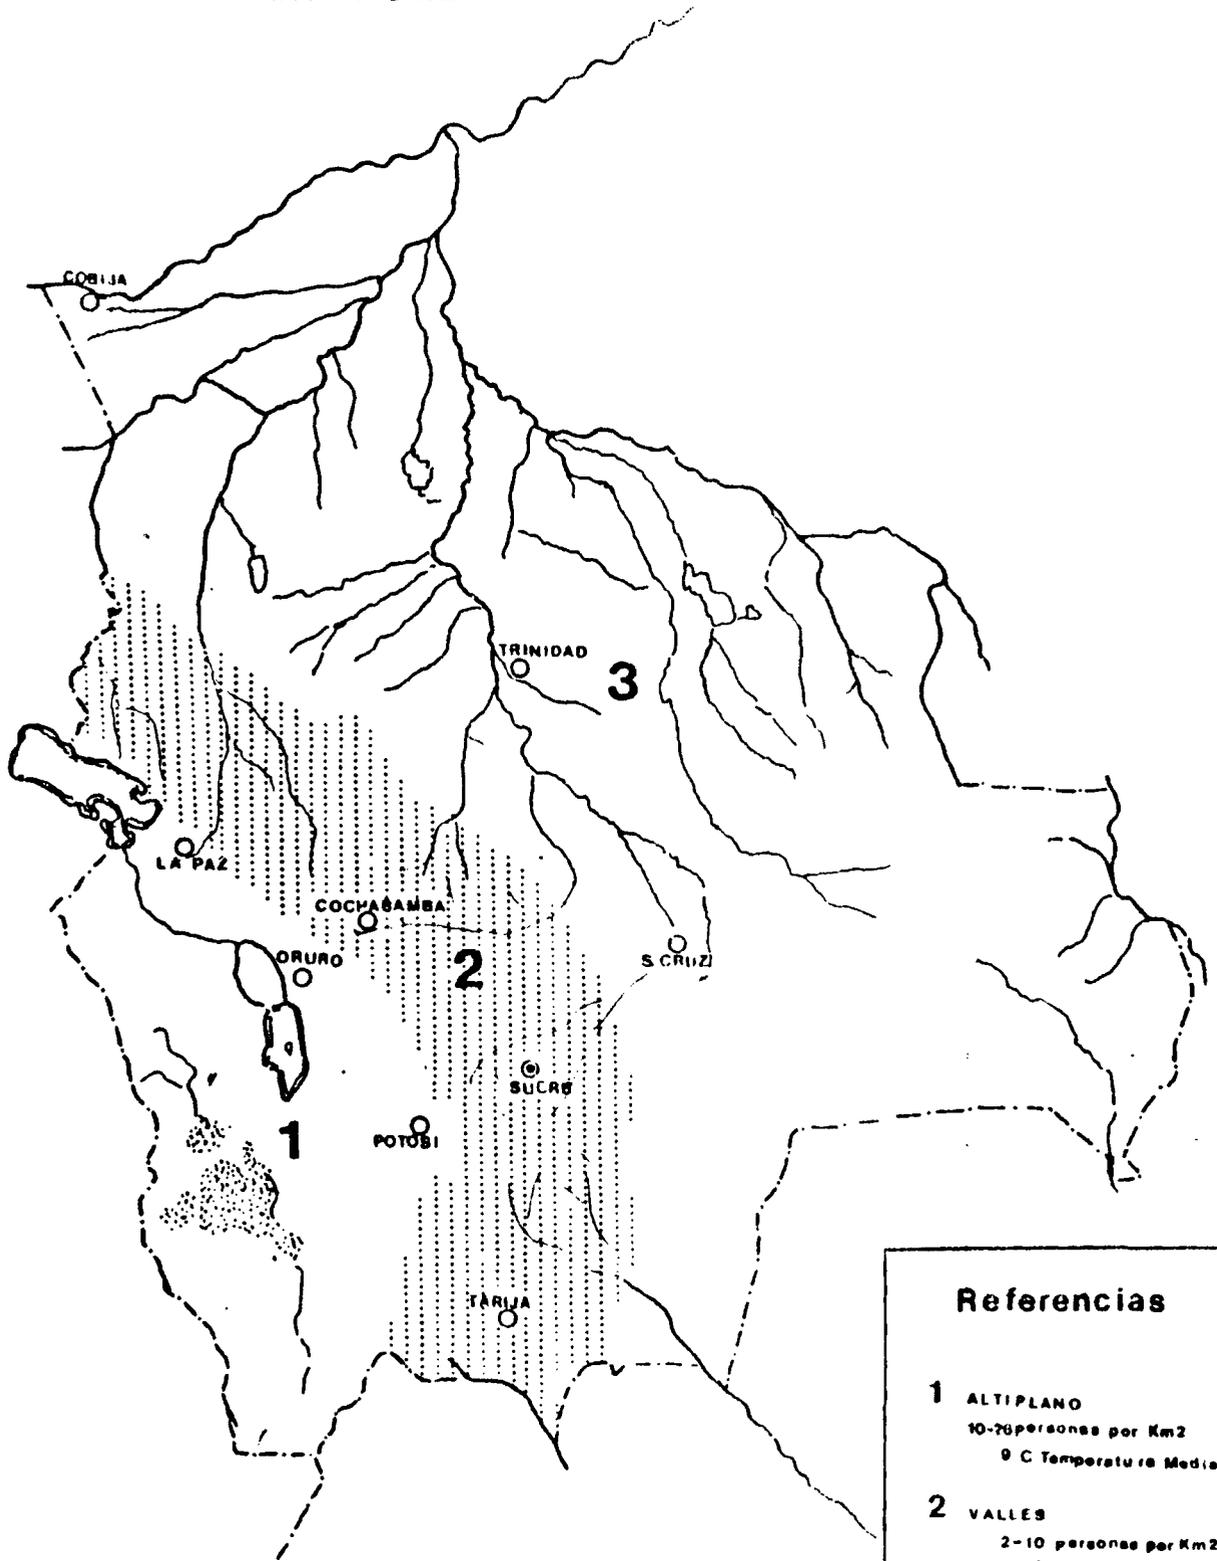 COBIJA
TRINIDAD
3
LA PAZ
COCHABAMBA
ORURO
2
S.CRUZ
SUCRE
1
POTOSI
TARIJA
Referencias
1 ALTIPLANO
personas por Km2
9 C Temperatura Media
2 VALLES
2-10 personas por Km2